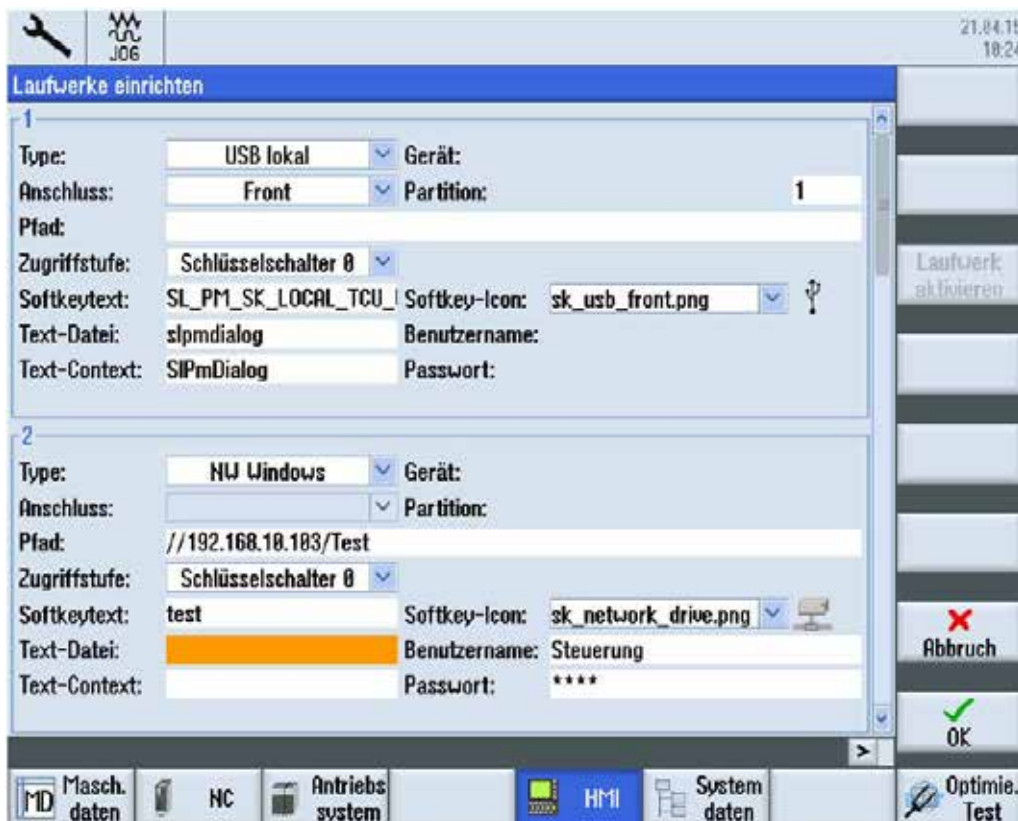 JOG
21.04.15
10:24
Laufwerke einrichten
1
Type: USB lokal Gerät:
Anschluss: Front Partition: 1
Pfad:
Zugriffstufe: Schlüsselschalter 0
Softkeytext: SL_PM_SK_LOCAL_TCU_ Softkey-Icon: sk_usb_front.png
Text-Datei: slpmdialog Benutzername:
Text-Context: SlPmDialog Passwort:
Laufwerk
aktivieren
2
Type: NW Windows Gerät:
Anschluss: Partition:
Pfad: //192.168.10.103/Test
Zugriffstufe: Schlüsselschalter 0
Softkeytext: test Softkey-Icon: sk_network_drive.png
Text-Datei: Benutzername: Steuerung
Text-Context: Passwort: ****
Abbruch
OK
>
MD Masch.
daten
NC
Antriebs
system
HMI
System
daten
Optimie.
Test